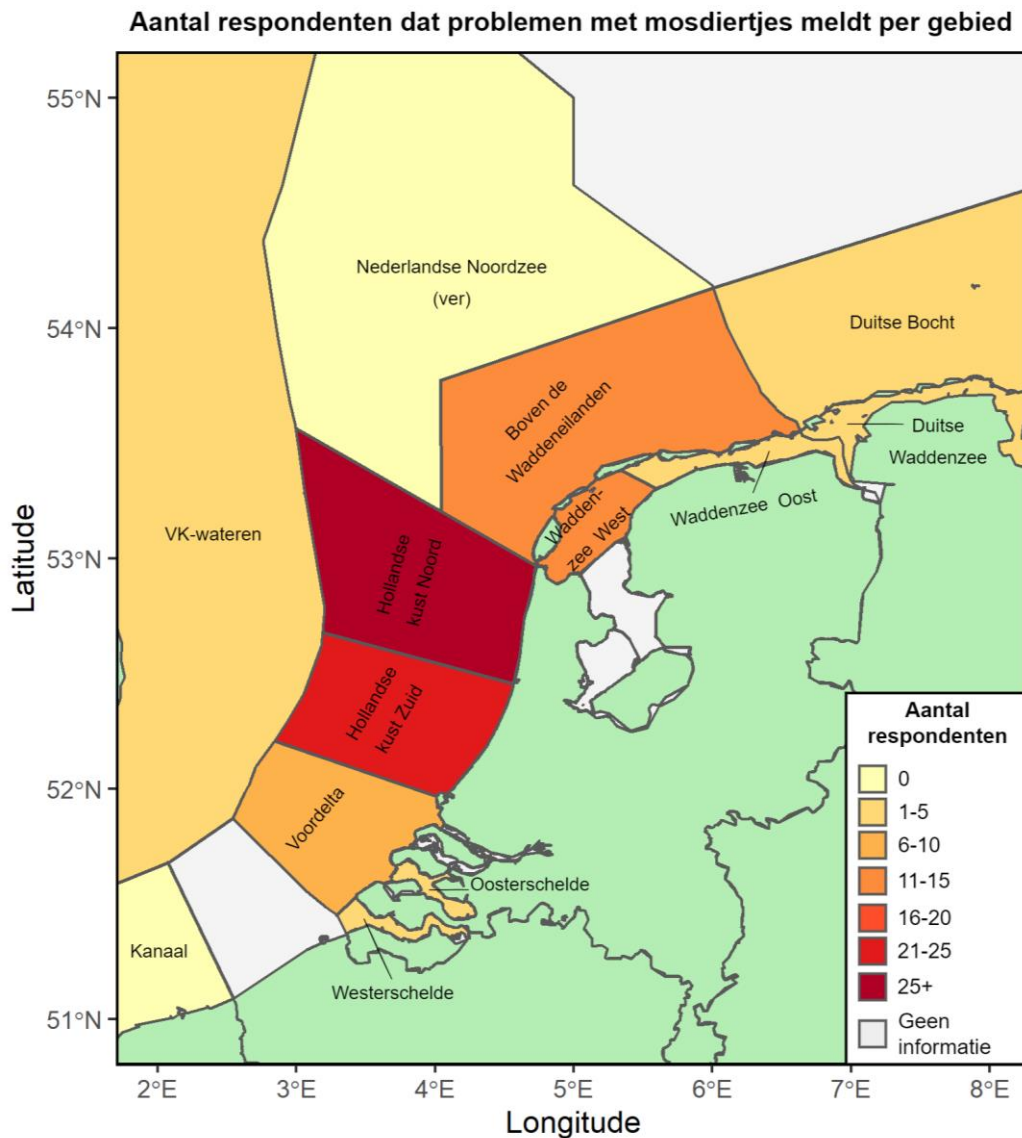 Aantal respondenten dat problemen met mosdiertjes meldt per gebied
55°N
54°N
53°N
52°N
51°N
Latitude
Nederlandse Noordzee
(ver)
Duitse Bocht
Boven de
Waddeneilanden
Duitse
Waddenzee
Wadden-
zee West
Waddenzee Oost
VK-wateren
Hollandse
kust Noord
Hollandse
kust Zuid
Voordelta
Oosterschelde
Kanaal
Westerschelde
Aantal
respondenten
0
1-5
6-10
11-15
16-20
21-25
25+
Geen
informatie
2°E
3°E
4°E
5°E
6°E
7°E
8°E
Longitude